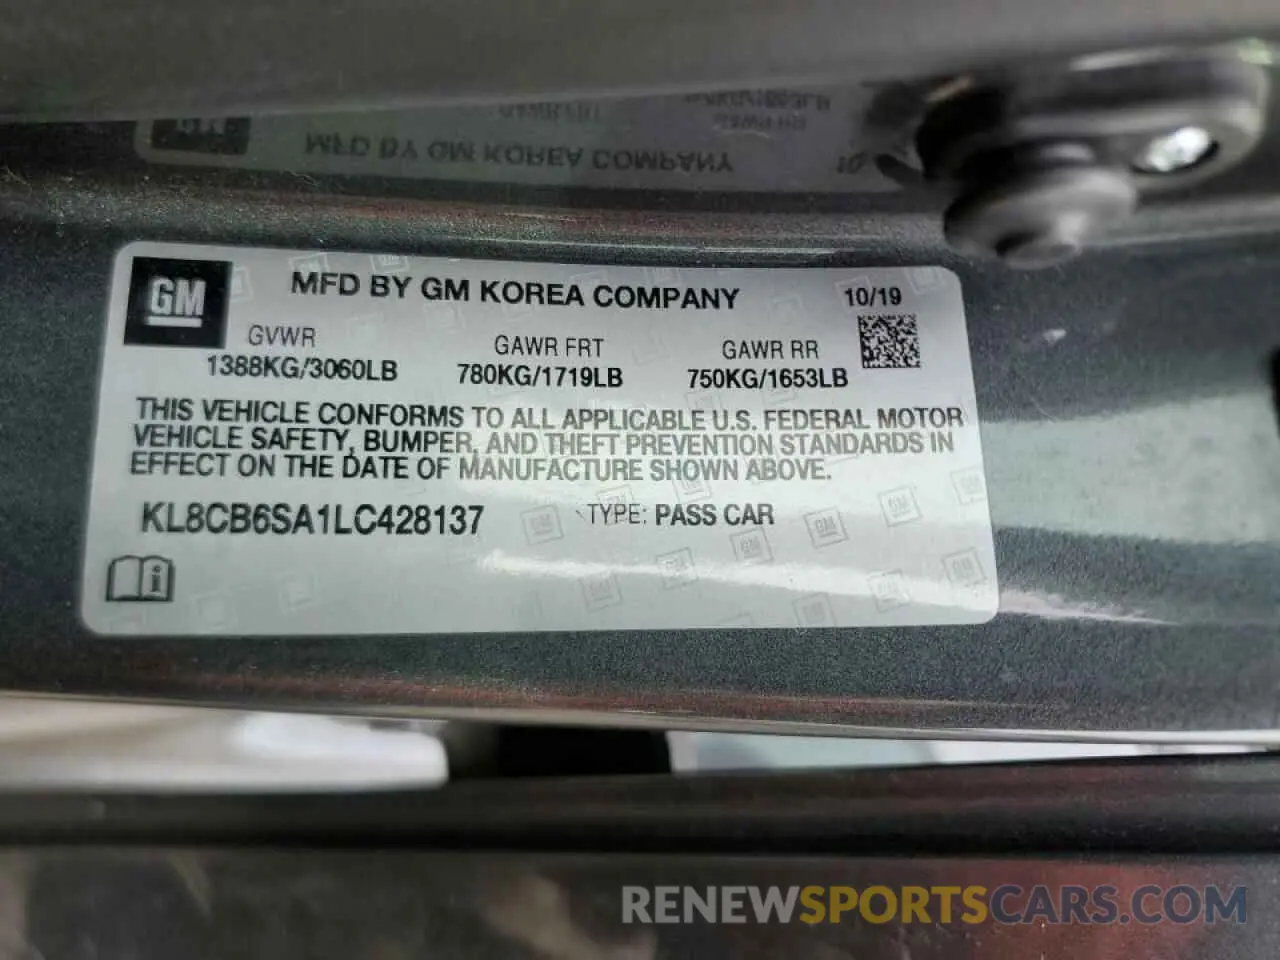 MFD BY GM KOREA COMPANY 10
GM MFD BY GM KOREA COMPANY 10/19
GVWR GAWR FRT GAWR RR
1388KG/3060LB 780KG/1719LB 750KG/1653LB
THIS VEHICLE CONFORMS TO ALL APPLICABLE U.S. FEDERAL MOTOR
VEHICLE SAFETY, BUMPER, AND THEFT PREVENTION STANDARDS IN
EFFECT ON THE DATE OF MANUFACTURE SHOWN ABOVE.
KL8CB6SA1LC428137 TYPE: PASS CAR
RENEWSPORTSCARS.COM